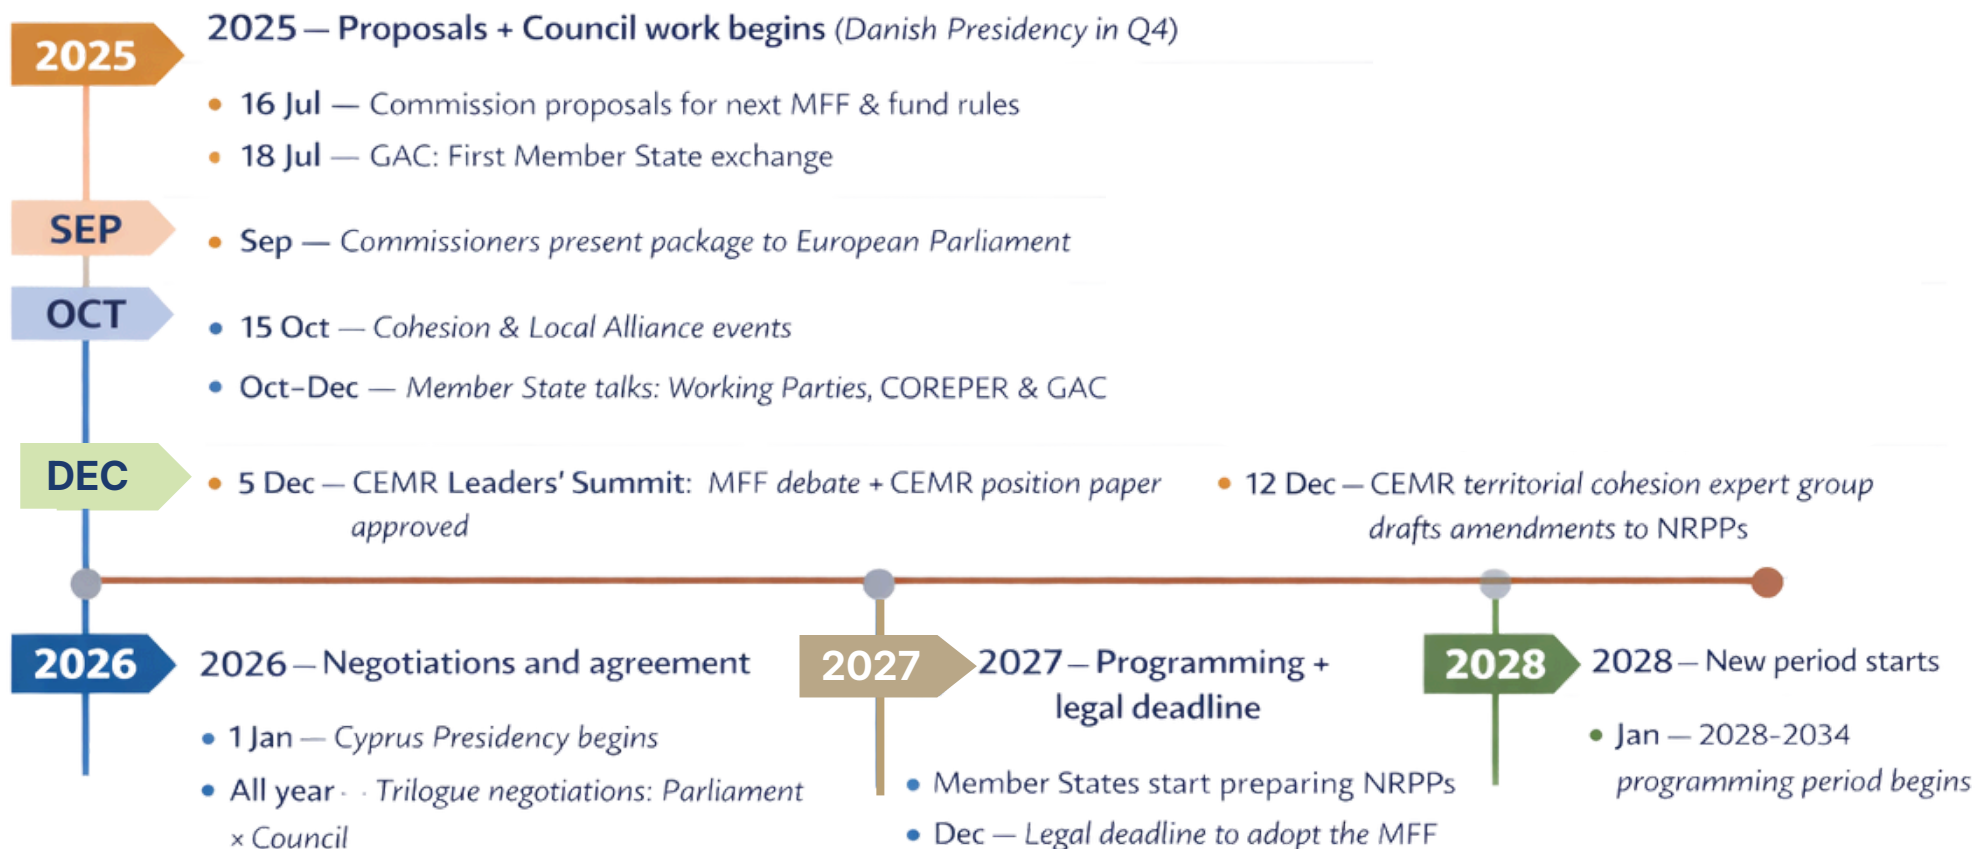 2025
2025 — Proposals + Council work begins (Danish Presidency in Q4)
• 16 Jul — Commission proposals for next MFF & fund rules
• 18 Jul — GAC: First Member State exchange
SEP
• Sep — Commissioners present package to European Parliament
OCT
• 15 Oct — Cohesion & Local Alliance events
• Oct–Dec — Member State talks: Working Parties, COREPER & GAC
DEC
• 5 Dec — CEMR Leaders' Summit: MFF debate + CEMR position paper
approved
• 12 Dec — CEMR territorial cohesion expert group
drafts amendments to NRPPs
2026
2026 — Negotiations and agreement
• 1 Jan — Cyprus Presidency begins
• All year · · Trilogue negotiations: Parliament
× Council
2027
2027 — Programming +
legal deadline
• Member States start preparing NRPPs
• Dec — Legal deadline to adopt the MFF
2028
2028 — New period starts
• Jan — 2028-2034
programming period begins